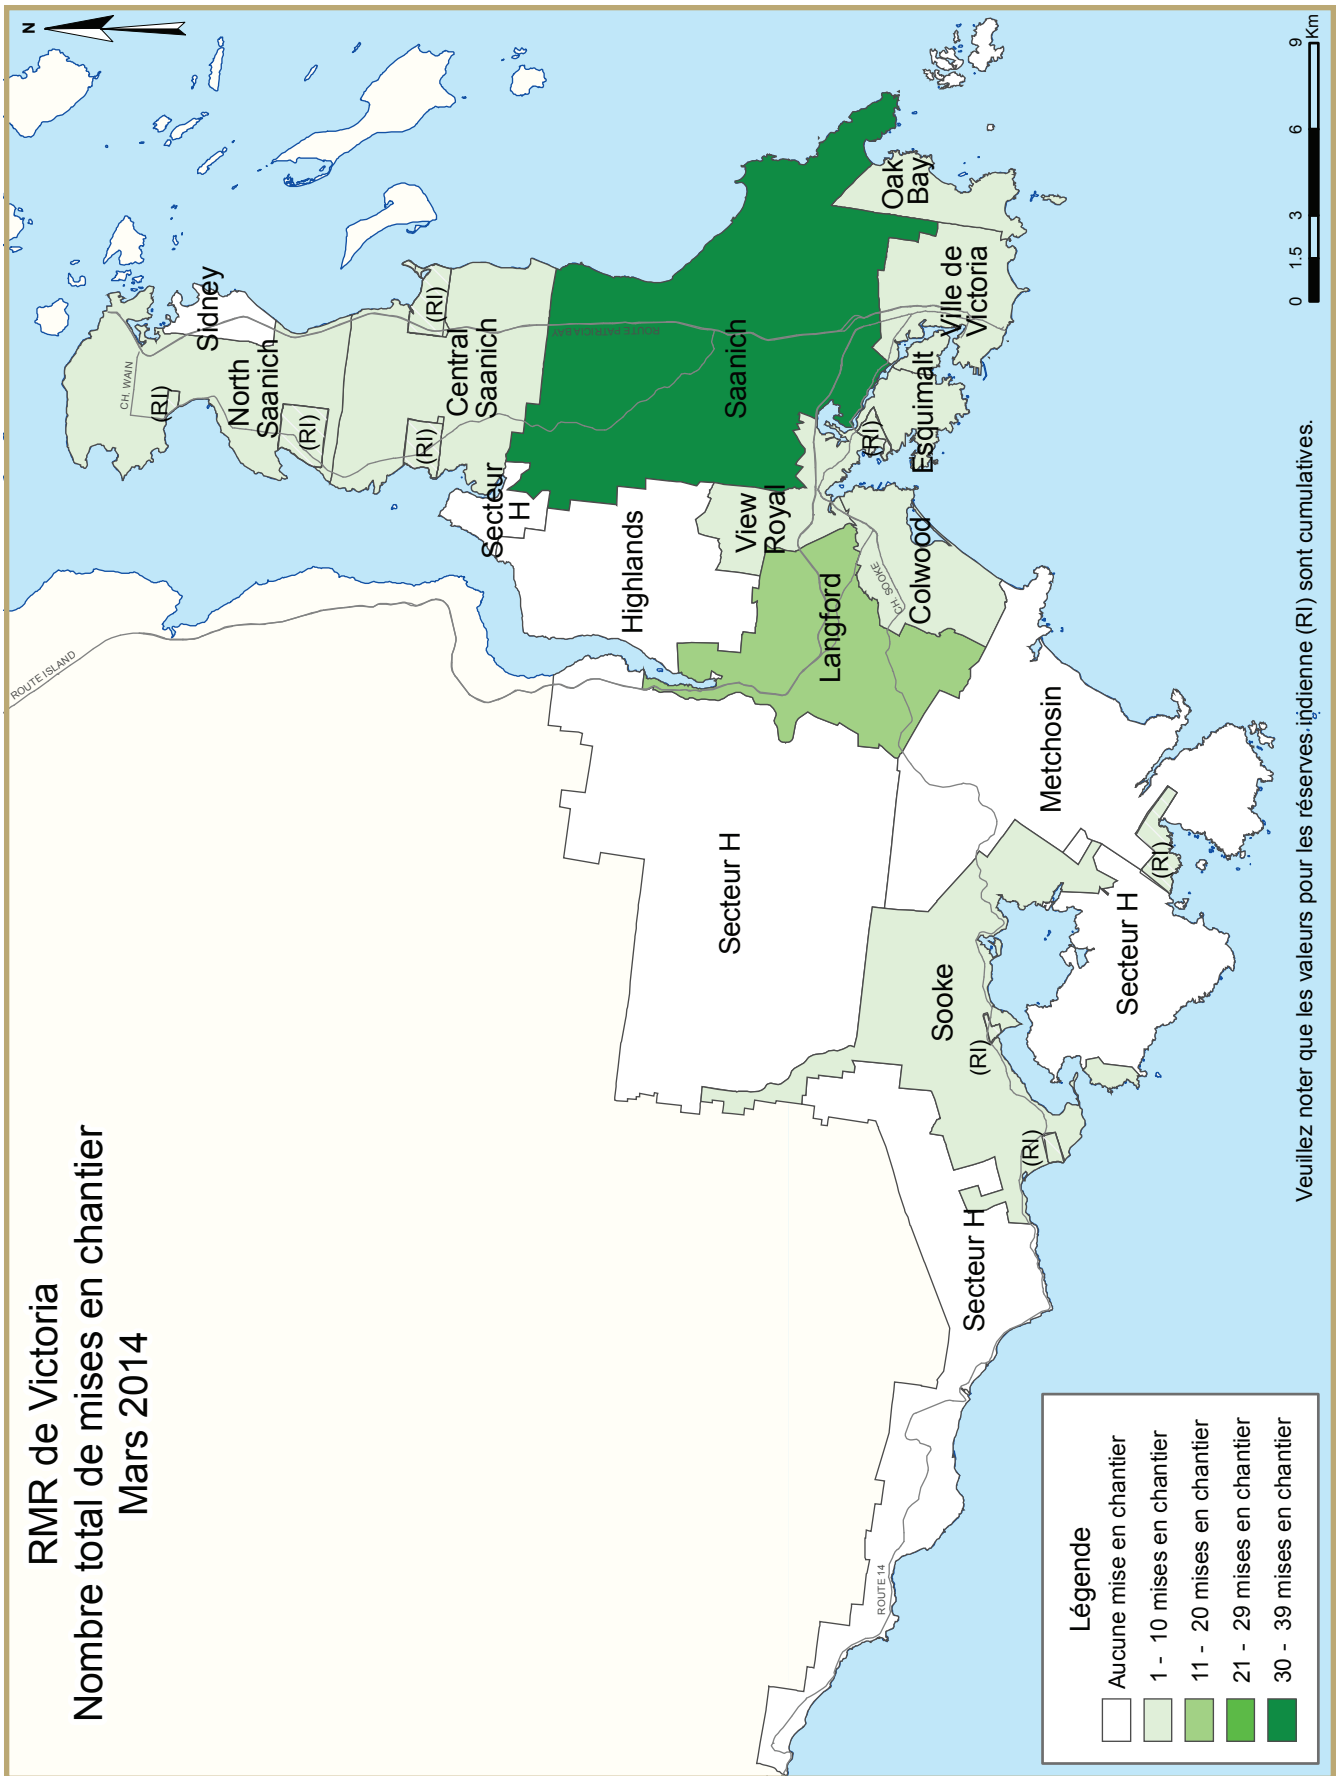 RMR de Victoria
Nombre total de mises en chantier
Mars 2014
N
ROUTE ISLAND
CH. WAIN
(RI)
Sidney
North
Saanich
(RI)
(RI)
(RI)
Central
Saanich
ROUTE PATRICIA BAY
Secteur
H
Saanich
Highlands
View
Royal
Oak
Bay
Ville de
Victoria
Esquimalt
(RI)
Langford
CH. SOOKE
Colwood
Secteur H
Metchosin
(RI)
Secteur H
Sooke
(RI)
(RI)
Secteur H
ROUTE 14
Légende
Aucune mise en chantier
1 - 10 mises en chantier
11 - 20 mises en chantier
21 - 29 mises en chantier
30 - 39 mises en chantier
Veuillez noter que les valeurs pour les réserves indienne (RI) sont cumulatives.
0 1.5 3 6 9
Km